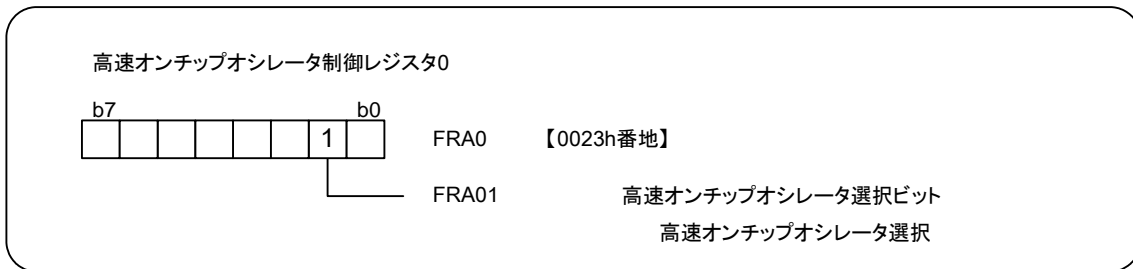 高速オンチップオシレータ制御レジスタ0
b7 b0
1 FRA0 【0023h番地】
FRA01 高速オンチップオシレータ選択ビット
高速オンチップオシレータ選択